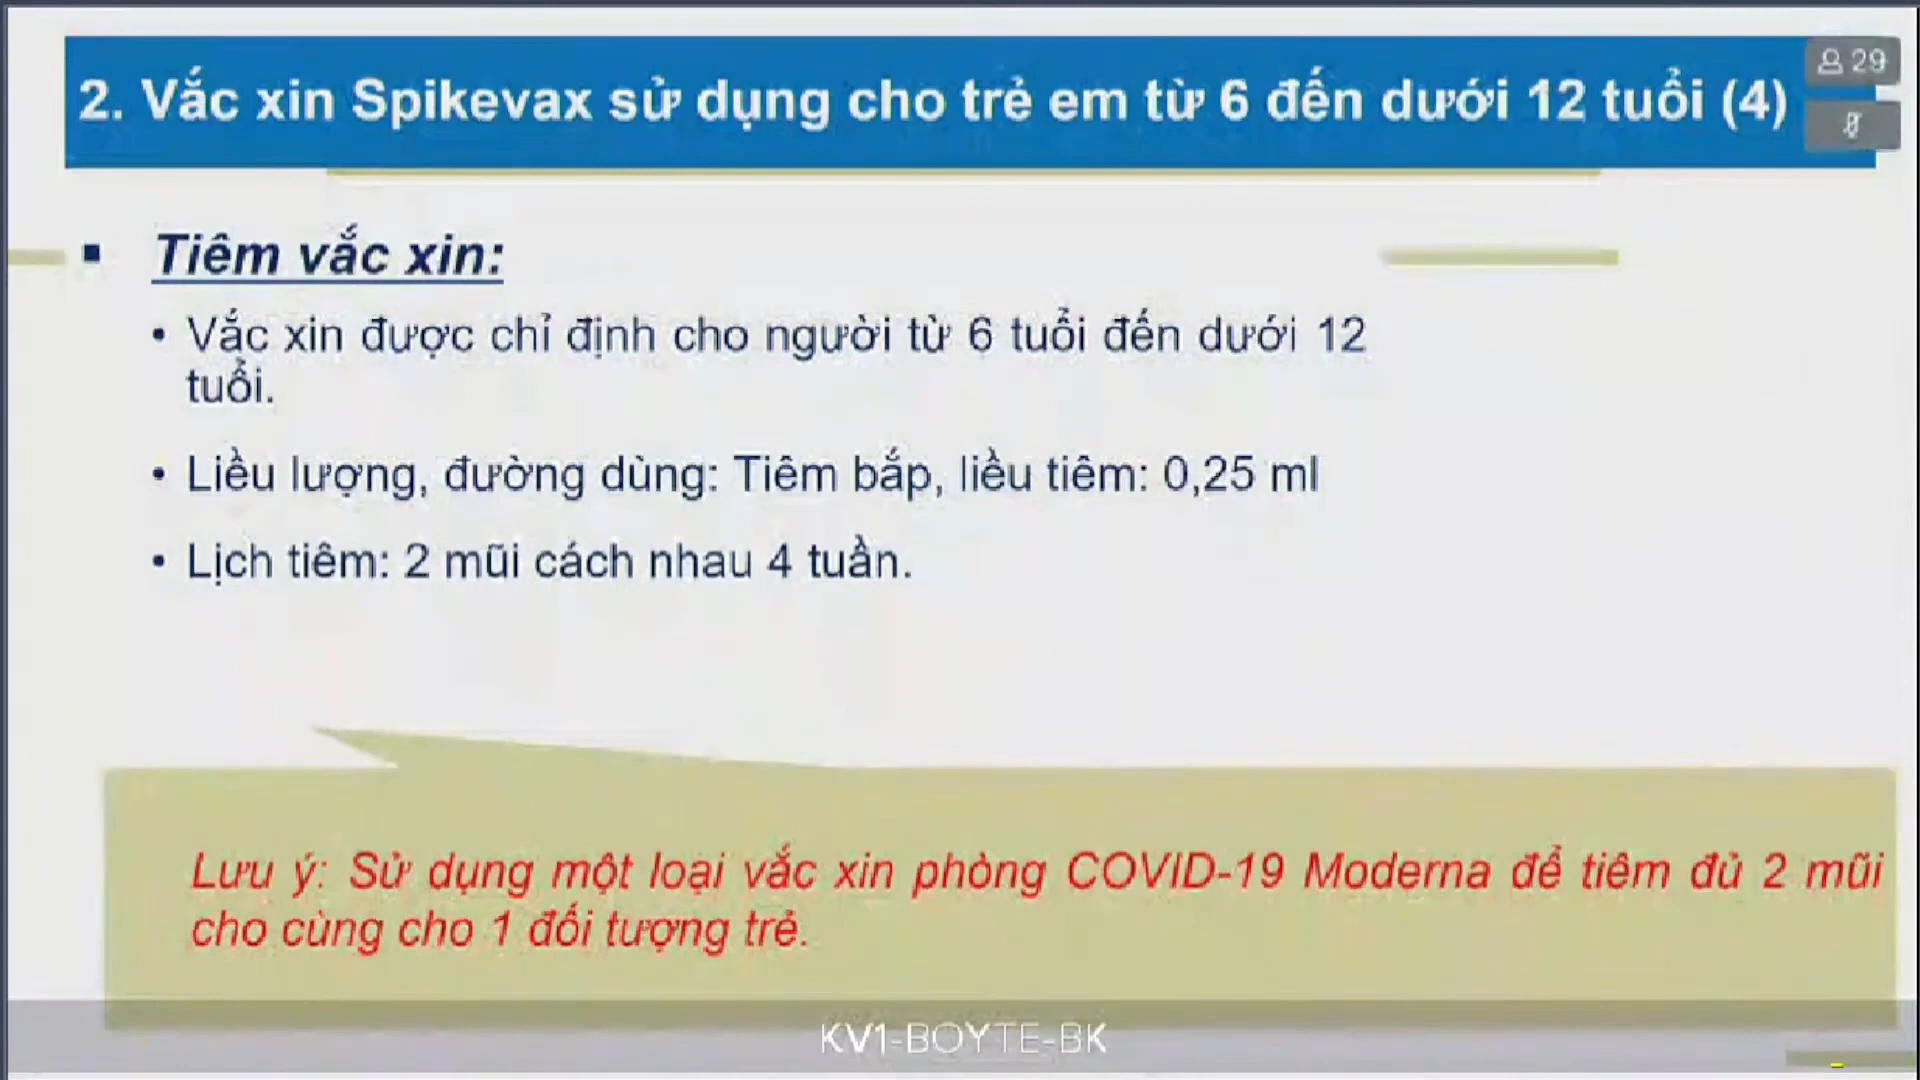 2. Vắc xin Spikevax sử dụng cho trẻ em từ 6 đến dưới 12 tuổi (4)
29
▪ Tiêm vắc xin:
• Vắc xin được chỉ định cho người từ 6 tuổi đến dưới 12
tuổi.
• Liều lượng, đường dùng: Tiêm bắp, liều tiêm: 0,25 ml
• Lịch tiêm: 2 mũi cách nhau 4 tuần.
Lưu ý: Sử dụng một loại vắc xin phòng COVID-19 Moderna để tiêm đủ 2 mũi
cho cùng cho 1 đối tượng trẻ.
KV1-BOYTE-BK